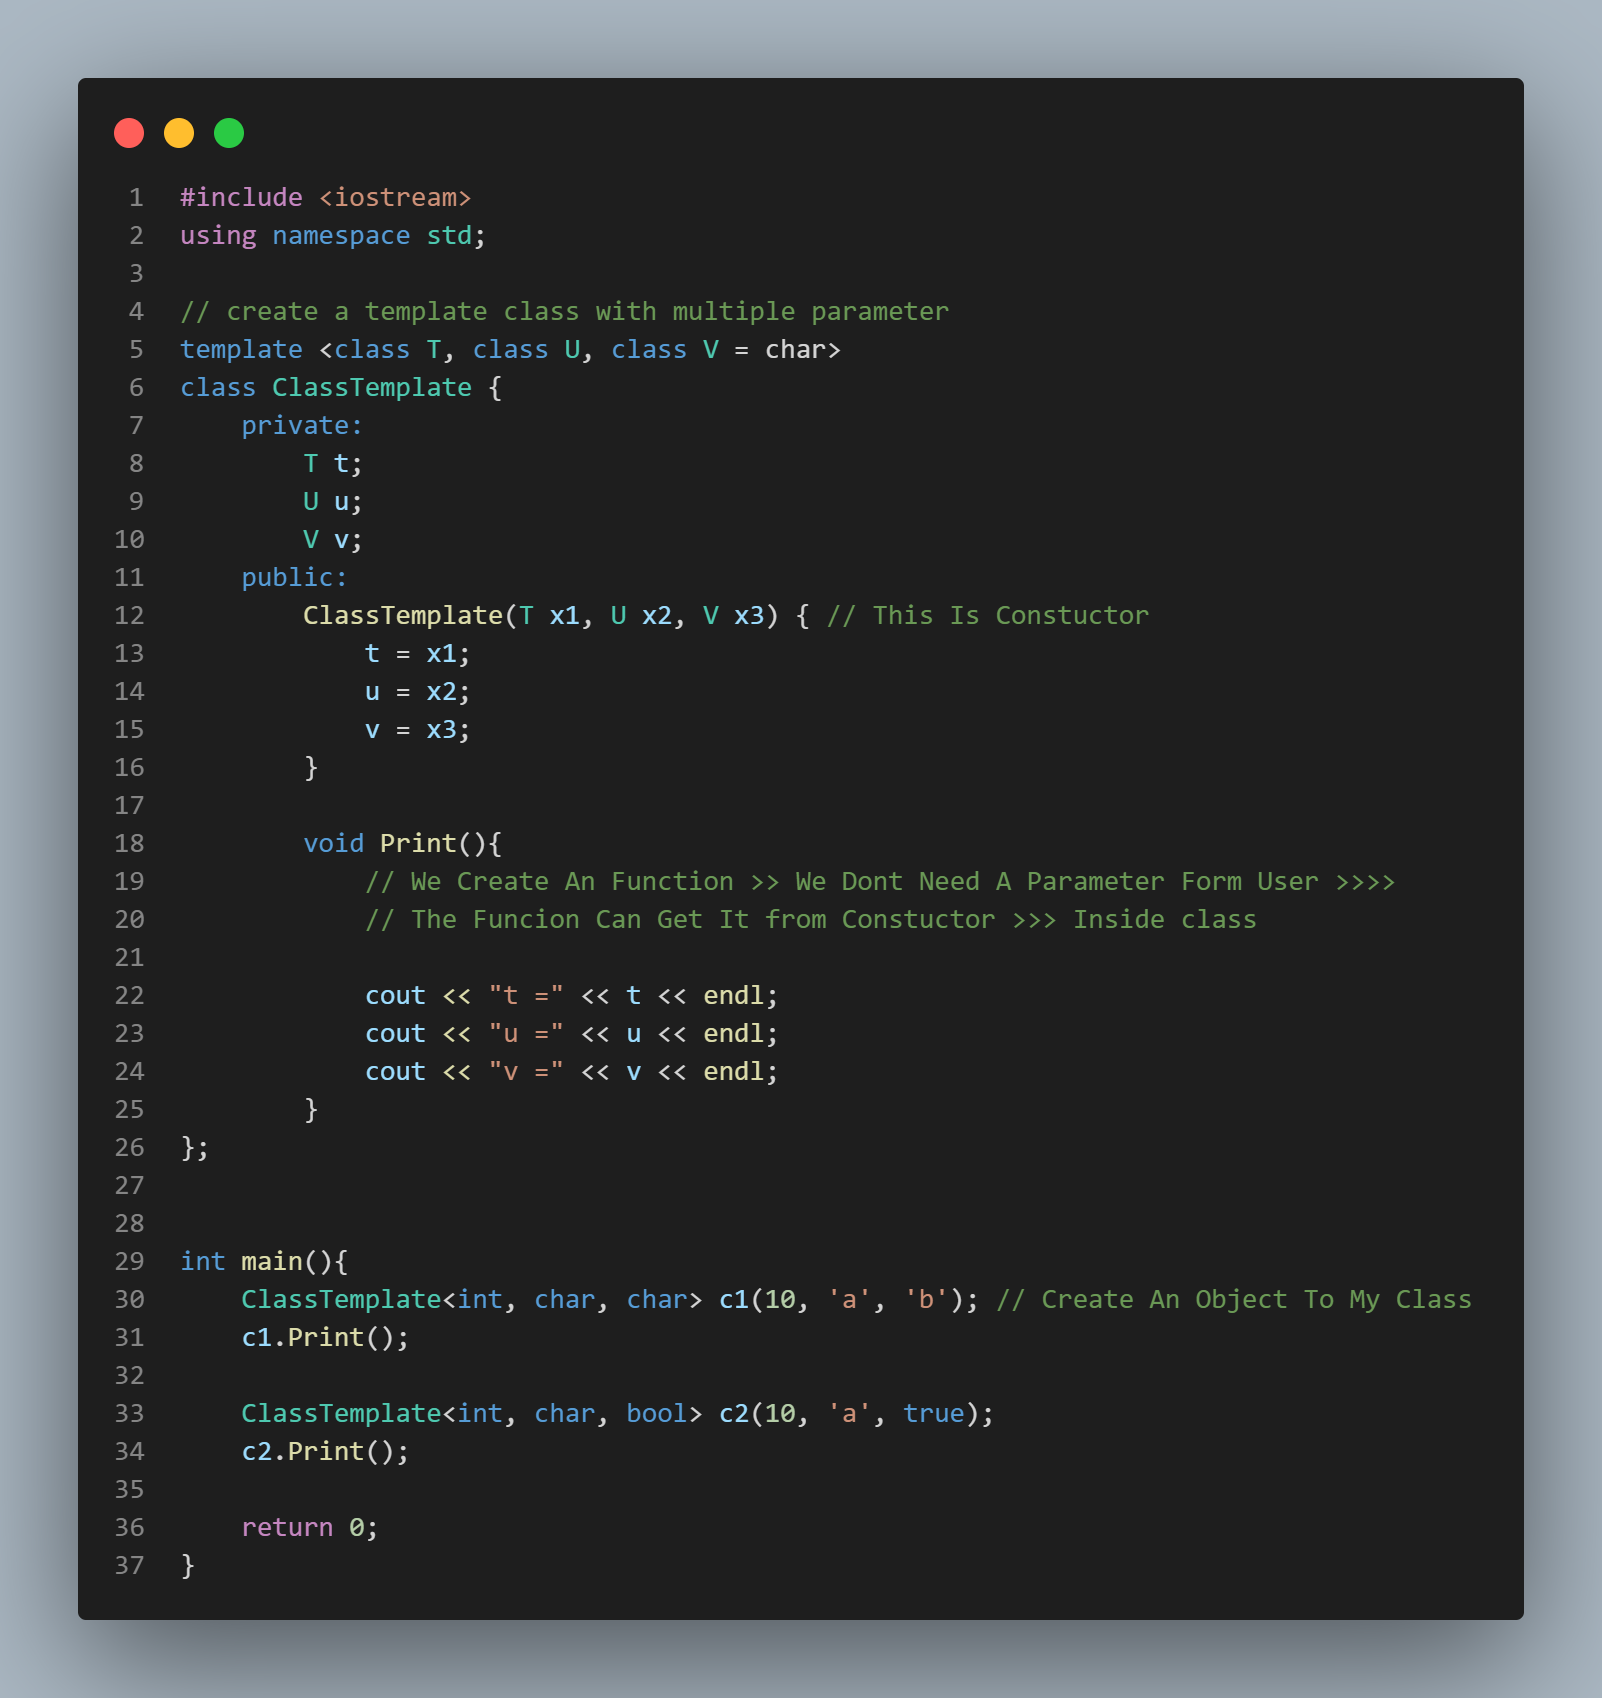 1 #include <iostream>
2 using namespace std;
3
4 // create a template class with multiple parameter
5 template <class T, class U, class V = char>
6 class ClassTemplate {
7     private:
8         T t;
9         U u;
10         V v;
11     public:
12         ClassTemplate(T x1, U x2, V x3) { // This Is Constuctor
13             t = x1;
14             u = x2;
15             v = x3;
16         }
17
18         void Print(){
19             // We Create An Function >> We Dont Need A Parameter Form User >>>>
20             // The Funcion Can Get It from Constuctor >>> Inside class
21
22             cout << "t =" << t << endl;
23             cout << "u =" << u << endl;
24             cout << "v =" << v << endl;
25         }
26 };
27
28
29 int main(){
30     ClassTemplate<int, char, char> c1(10, 'a', 'b'); // Create An Object To My Class
31     c1.Print();
32
33     ClassTemplate<int, char, bool> c2(10, 'a', true);
34     c2.Print();
35
36     return 0;
37 }